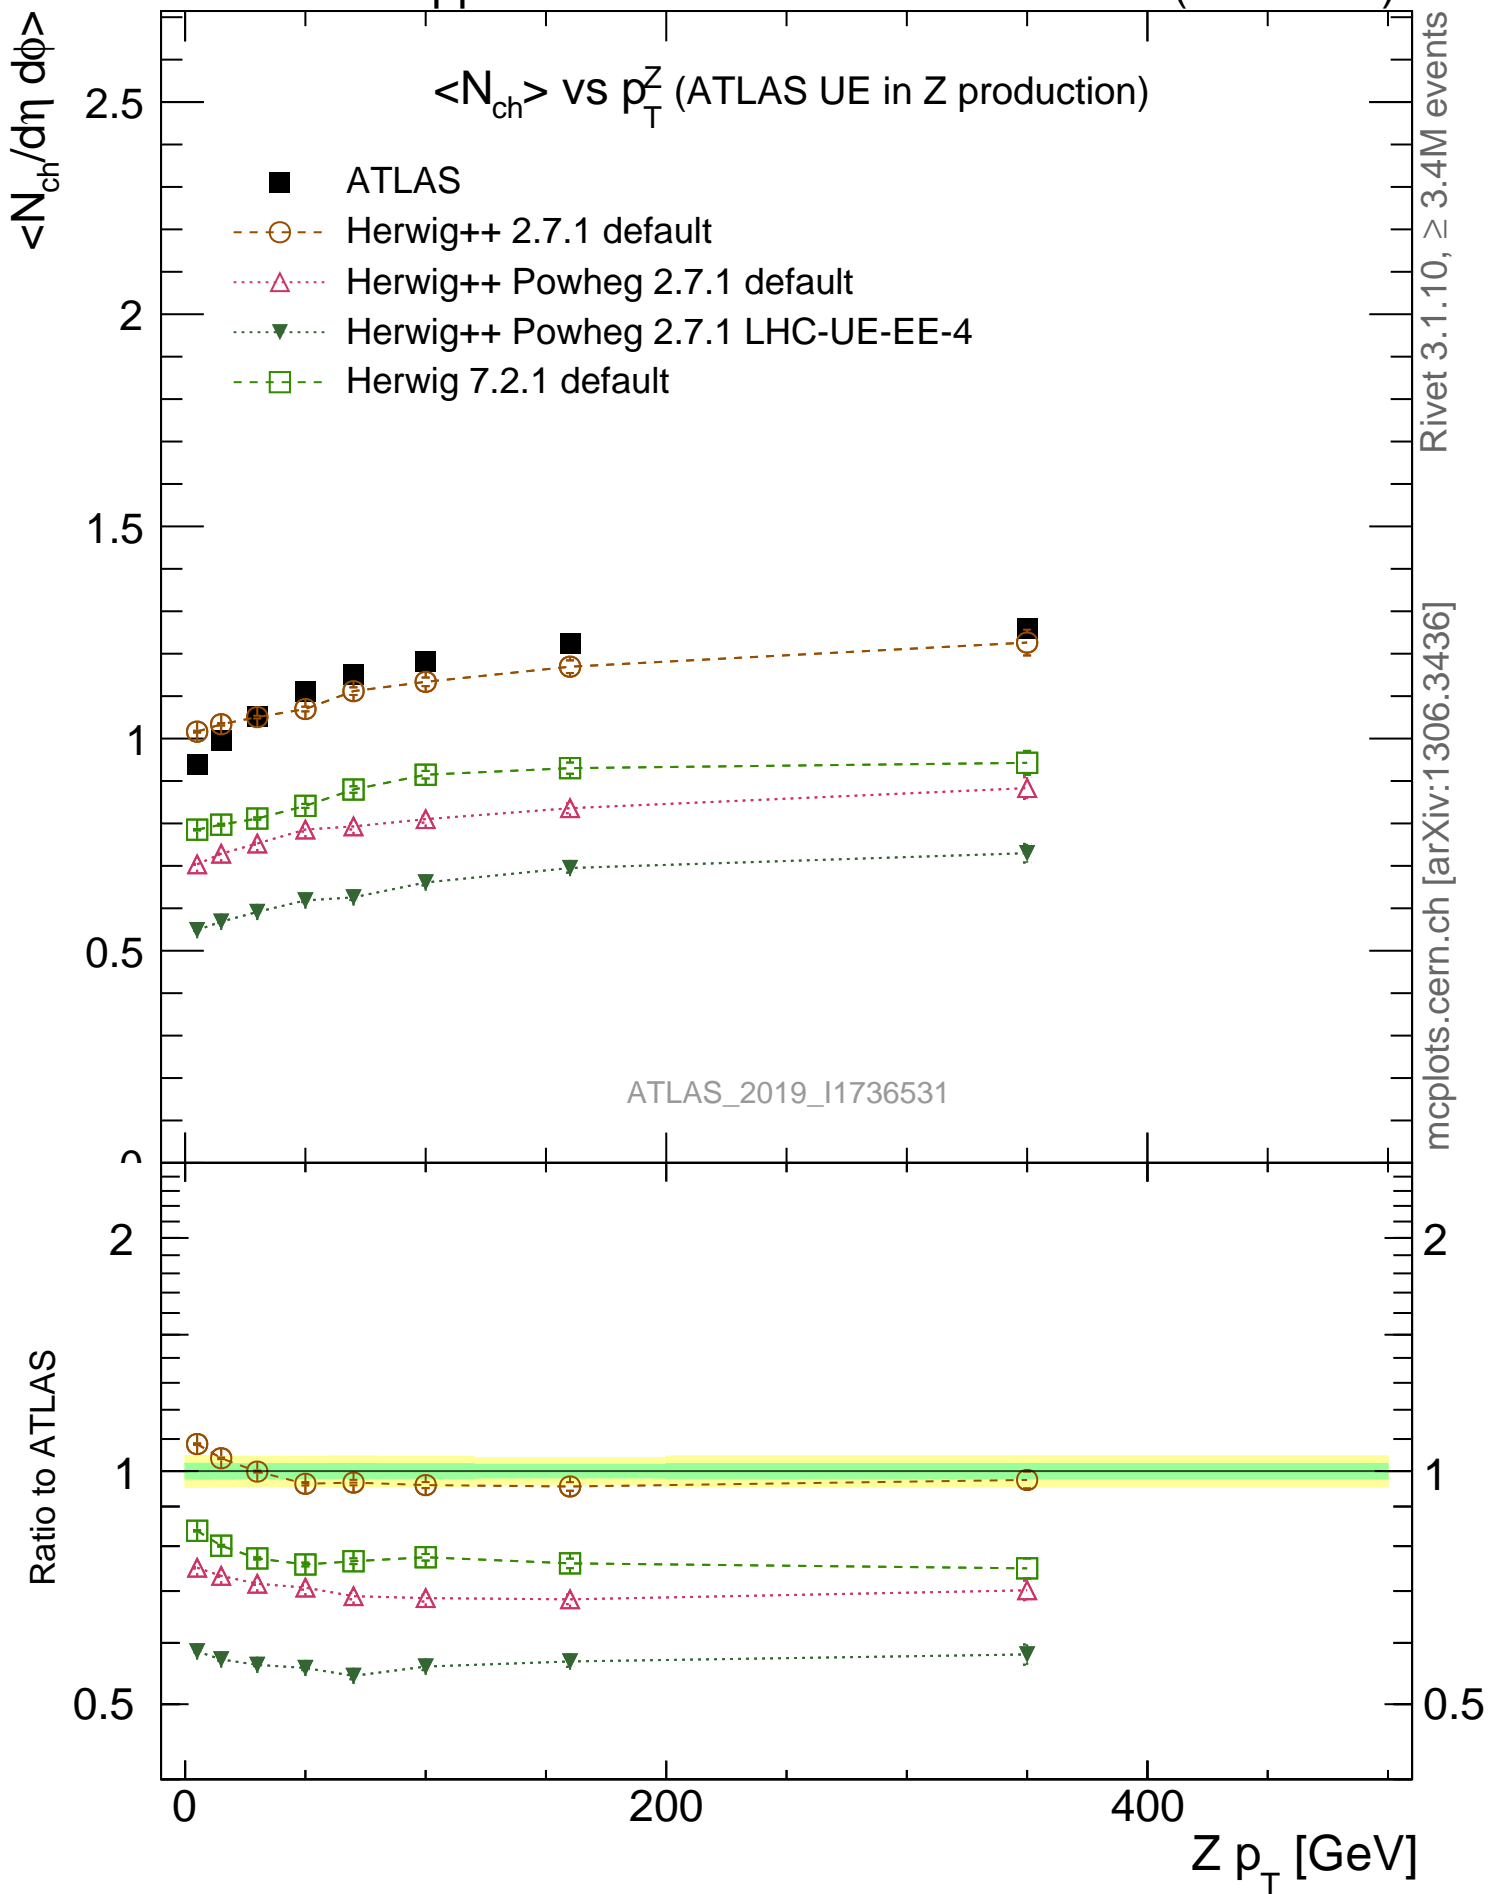 pp
<N_ch/dη dϕ>
<N_ch> vs p_T^Z (ATLAS UE in Z production)
ATLAS
Herwig++ 2.7.1 default
Herwig++ Powheg 2.7.1 default
Herwig++ Powheg 2.7.1 LHC-UE-EE-4
Herwig 7.2.1 default
2.5
2
1.5
1
0.5
0
ATLAS_2019_I1736531
Rivet 3.1.10, ≥ 3.4M events
mcplots.cern.ch [arXiv:1306.3436]
Ratio to ATLAS
2
1
0.5
2
1
0.5
0
200
400
Z p_T [GeV]